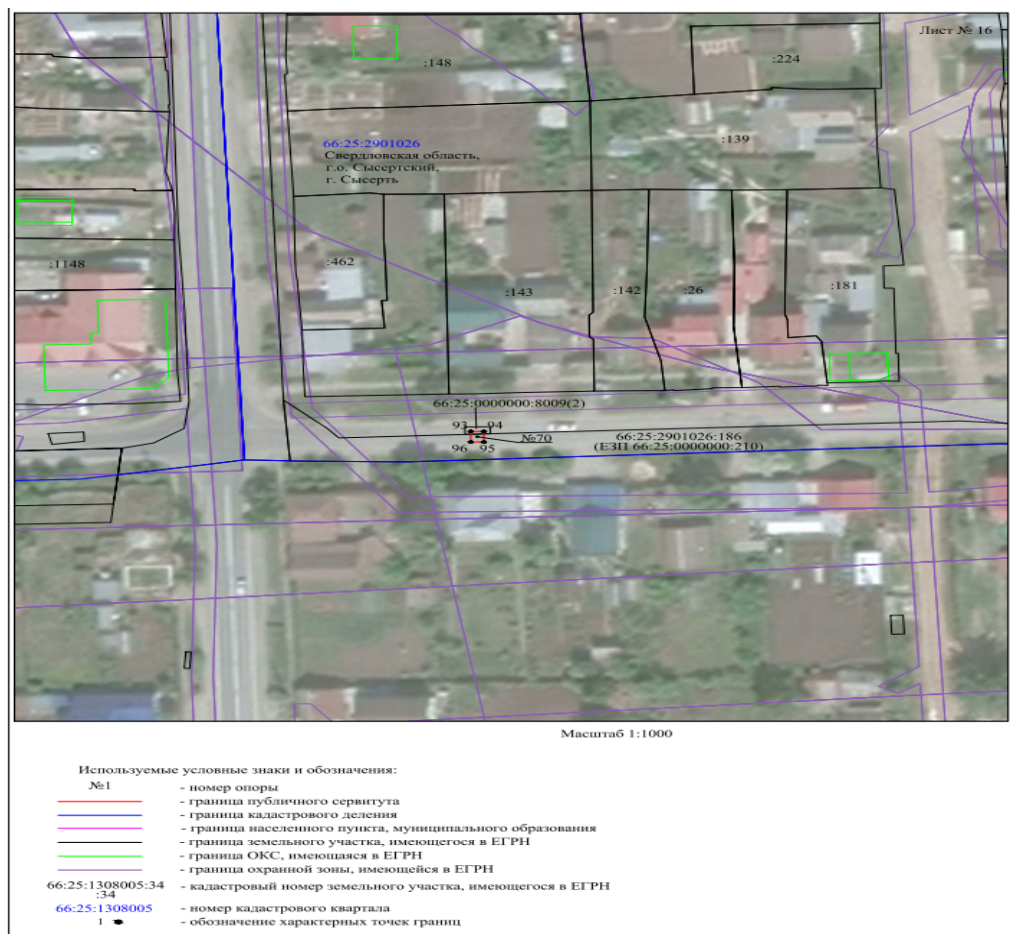 Лист № 16
:148
:224
:139
66:25:2901026
Свердловская область,
г.о. Сысертский,
г. Сысерть
:462
:1148
:143
:142
:26
:181
66:25:0000000:8009(2)
93 94
№70
96 95
66:25:2901026:186
(ЕЗП 66:25:0000000:210)
Масштаб 1:1000
Используемые условные знаки и обозначения:
№1 - номер опоры
- граница публичного сервитута
- граница кадастрового деления
- граница населенного пункта, муниципального образования
- граница земельного участка, имеющегося в ЕГРН
- граница ОКС, имеющаяся в ЕГРН
- граница охранной зоны, имеющейся в ЕГРН
66:25:1308005:34 - кадастровый номер земельного участка, имеющегося в ЕГРН
:34
66:25:1308005 - номер кадастрового квартала
1 - обозначение характерных точек границ